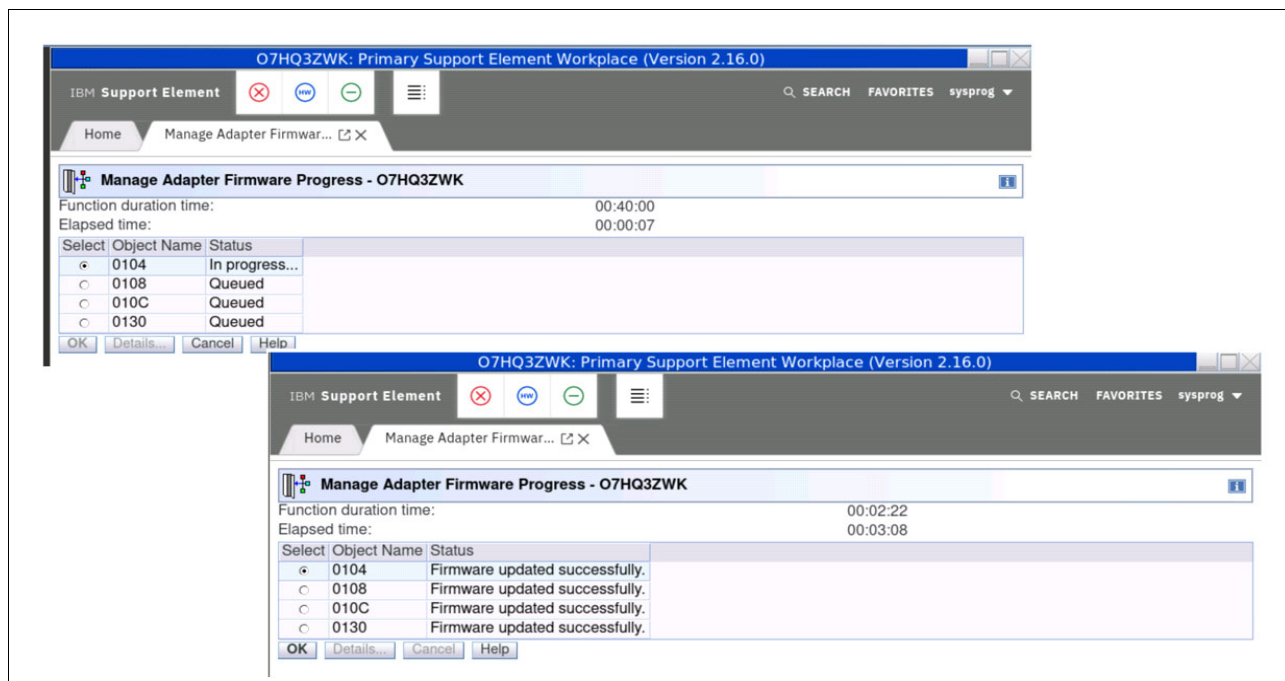 O7HQ3ZWK: Primary Support Element Workplace (Version 2.16.0)
IBM Support Element HW SEARCH FAVORITES sysprog
Home Manage Adapter Firmwar...
Manage Adapter Firmware Progress - O7HQ3ZWK
Function duration time: 00:40:00
Elapsed time: 00:00:07
Select Object Name Status
0104 In progress...
0108 Queued
010C Queued
0130 Queued
OK Details... Cancel Help
O7HQ3ZWK: Primary Support Element Workplace (Version 2.16.0)
IBM Support Element HW SEARCH FAVORITES sysprog
Home Manage Adapter Firmwar...
Manage Adapter Firmware Progress - O7HQ3ZWK
Function duration time: 00:02:22
Elapsed time: 00:03:08
Select Object Name Status
0104 Firmware updated successfully.
0108 Firmware updated successfully.
010C Firmware updated successfully.
0130 Firmware updated successfully.
OK Details... Cancel Help